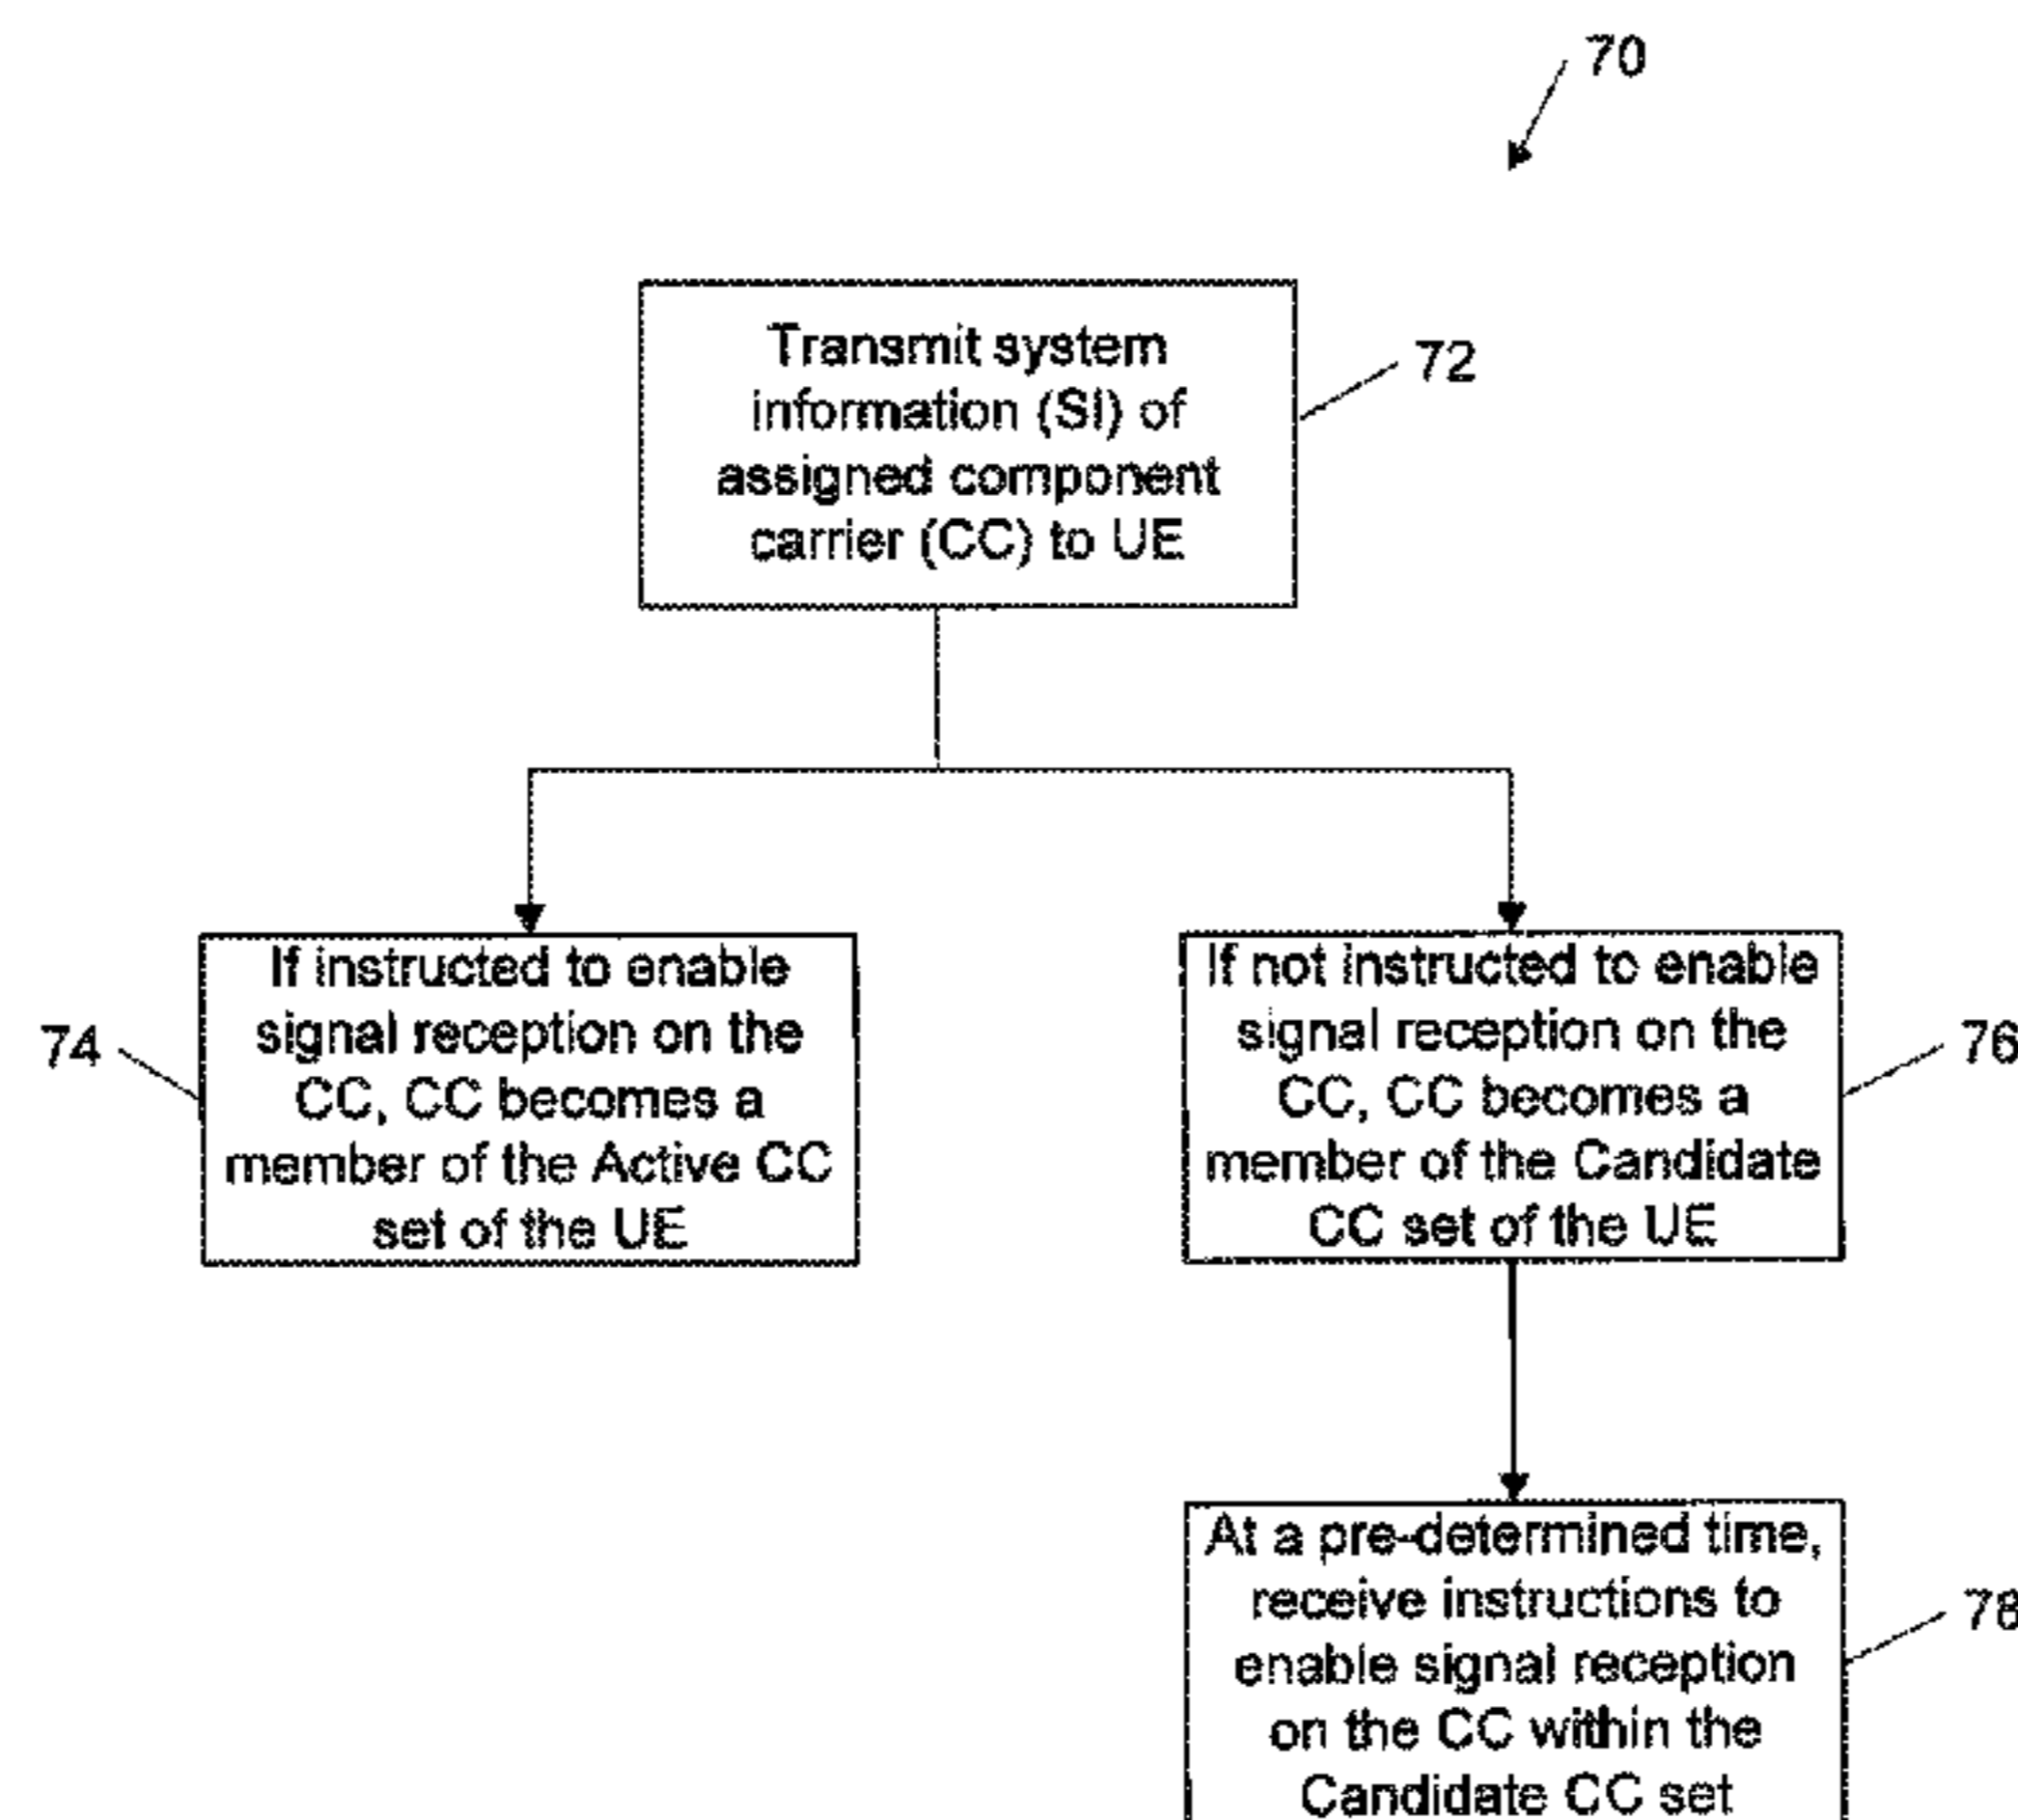 70
Transmit system
information (SI) of
assigned component
carrier (CC) to UE
72
If instructed to enable
signal reception on the
CC, CC becomes a
member of the Active CC
set of the UE
74
If not instructed to enable
signal reception on the
CC, CC becomes a
member of the Candidate
CC set of the UE
76
At a pre-determined time,
receive instructions to
enable signal reception
on the CC within the
Candidate CC set
78